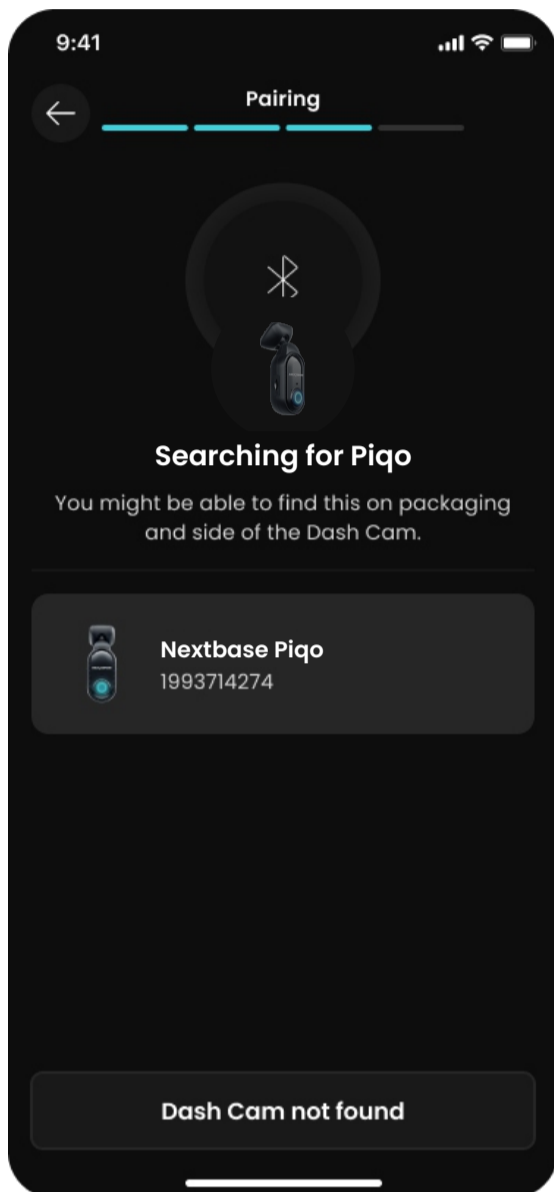 9:41
Pairing
Searching for Piqo
You might be able to find this on packaging
and side of the Dash Cam.
Nextbase Piqo
1993714274
Dash Cam not found